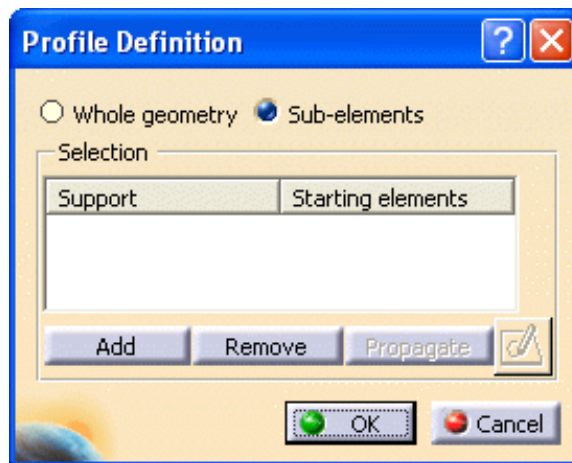 Profile Definition ?
Whole geometry Sub-elements
Selection
Support Starting elements
Add Remove Propagate
OK Cancel